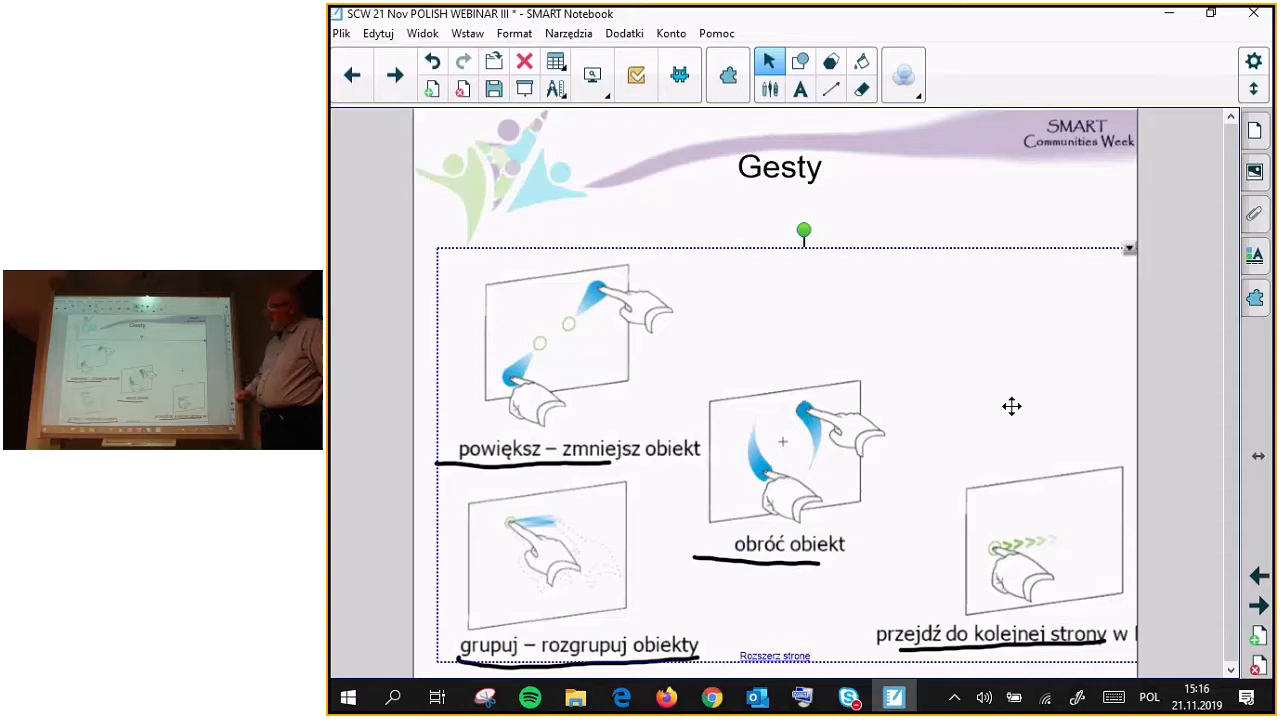 SCW 21 Nov POLISH WEBINAR III * - SMART Notebook
Plik Edytuj Widok Wstaw Format Narzędzia Dodatki Konto Pomoc
SMART
Communities Week
Gesty
powiększ – zmniejsz obiekt
obróć obiekt
grupuj – rozgrupuj obiekty
przejdź do kolejnej strony w
Rozszerz stronę
POL
15:16
21.11.2019